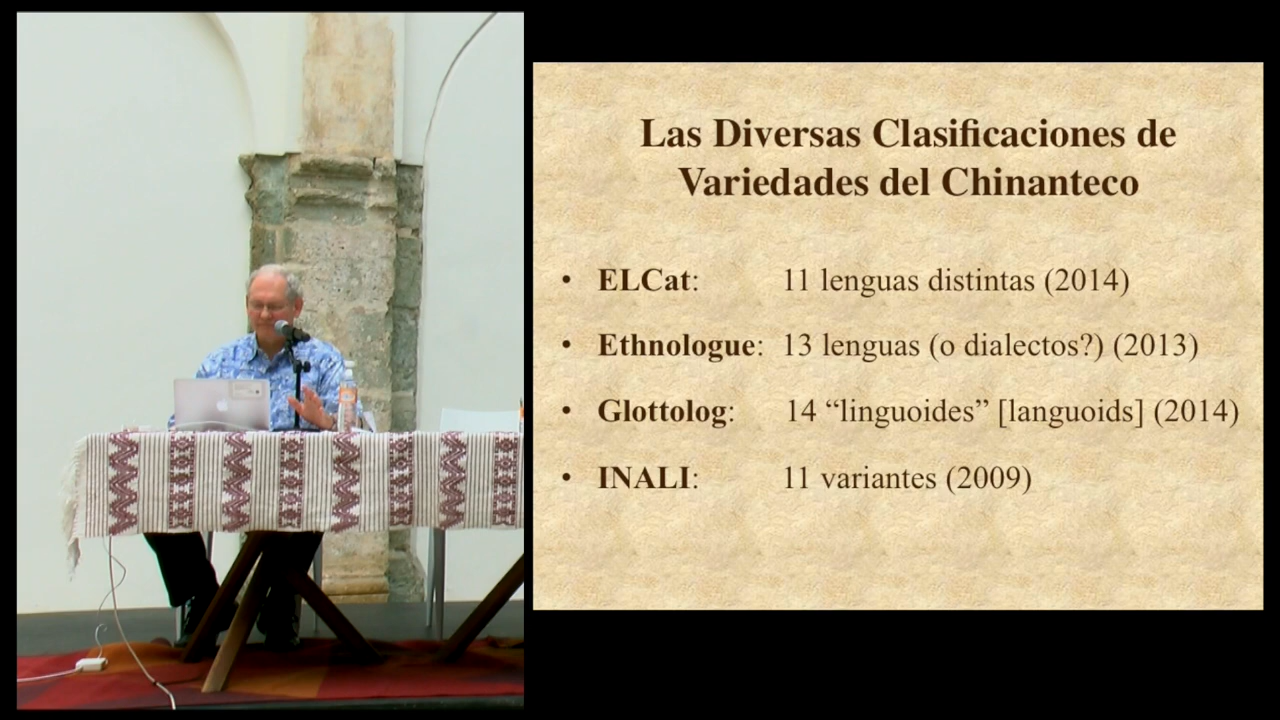 Las Diversas Clasificaciones de
Variedades del Chinanteco
• ELCat: 11 lenguas distintas (2014)
• Ethnologue: 13 lenguas (o dialectos?) (2013)
• Glottolog: 14 “linguoides” [languoids] (2014)
• INALI: 11 variantes (2009)